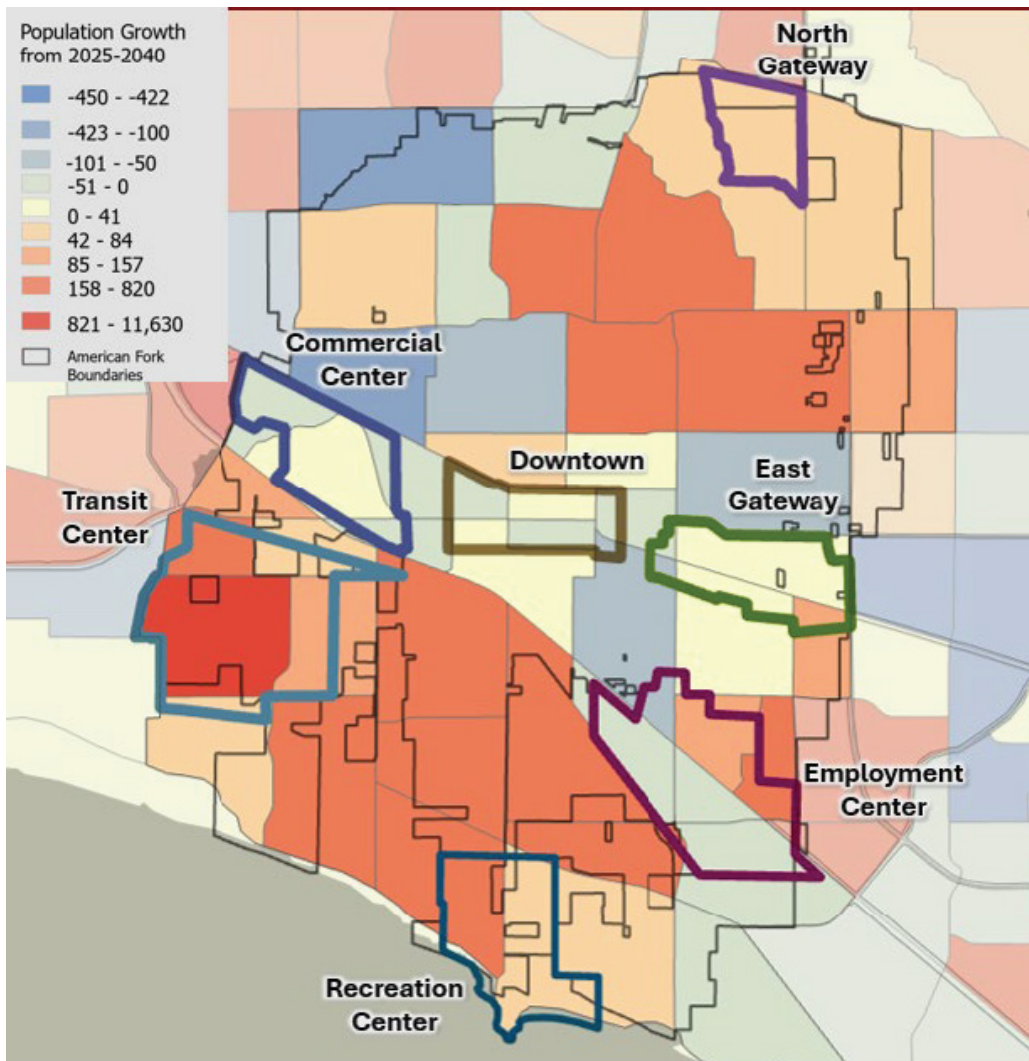 Population Growth
from 2025-2040
-450 - -422
-423 - -100
-101 - -50
-51 - 0
0 - 41
42 - 84
85 - 157
158 - 820
821 - 11,630
American Fork
Boundaries
North
Gateway
Commercial
Center
Downtown
East
Gateway
Transit
Center
Employment
Center
Recreation
Center